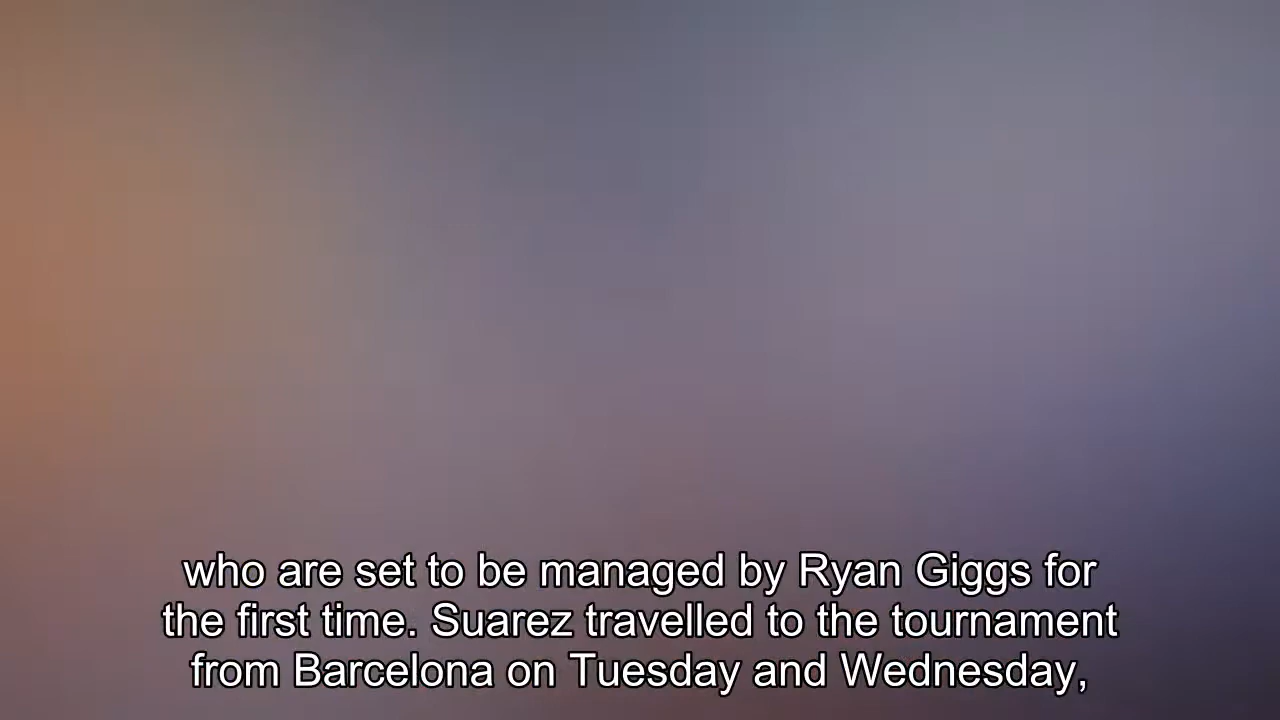 who are set to be managed by Ryan Giggs for
the first time. Suarez travelled to the tournament
from Barcelona on Tuesday and Wednesday,